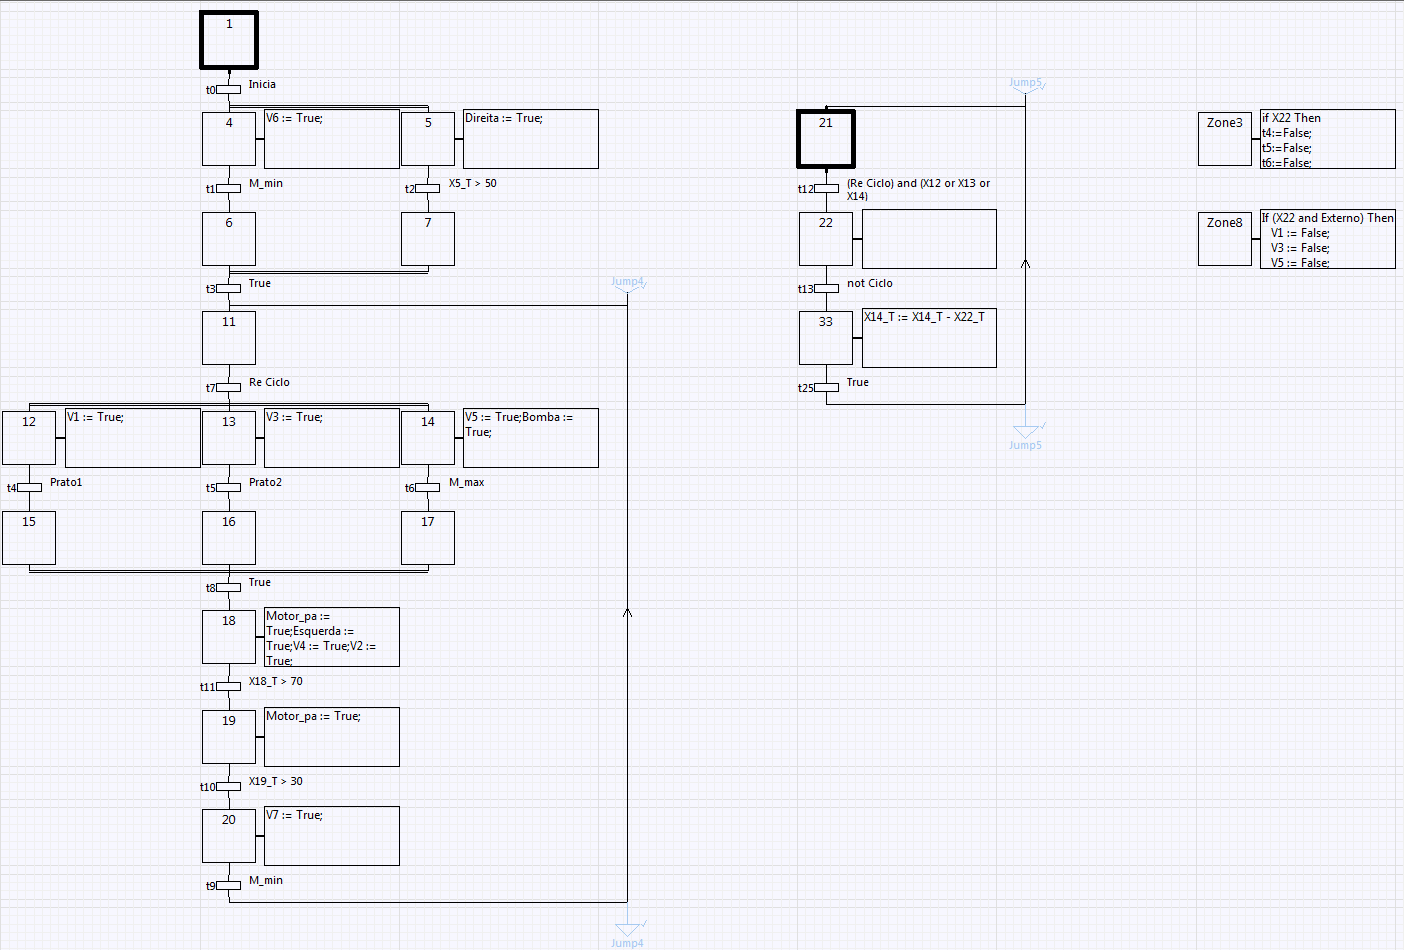 1
t0 Inicia
4
V6 := True;
5
Direita := True;
t1 M_min
t2 X5_T > 50
6
7
t3 True
Jump4
11
t7 Re Ciclo
12
V1 := True;
13
V3 := True;
14
V5 := True;Bomba :=
True;
t4 Prato1
t5 Prato2
t6 M_max
15
16
17
t8 True
18
Motor_pa :=
True;Esquerda :=
True;V4 := True;V2 :=
True;
t11 X18_T > 70
19
Motor_pa := True;
t10 X19_T > 30
20
V7 := True;
t9 M_min
Jump4
Jump5
21
t12 (Re Ciclo) and (X12 or X13 or
X14)
22
t13 not Ciclo
33
X14_T := X14_T - X22_T
t25 True
Jump5
Zone3
if X22 Then
t4:=False;
t5:=False;
t6:=False;
Zone8
If (X22 and Externo) Then
V1 := False;
V3 := False;
V5 := False;